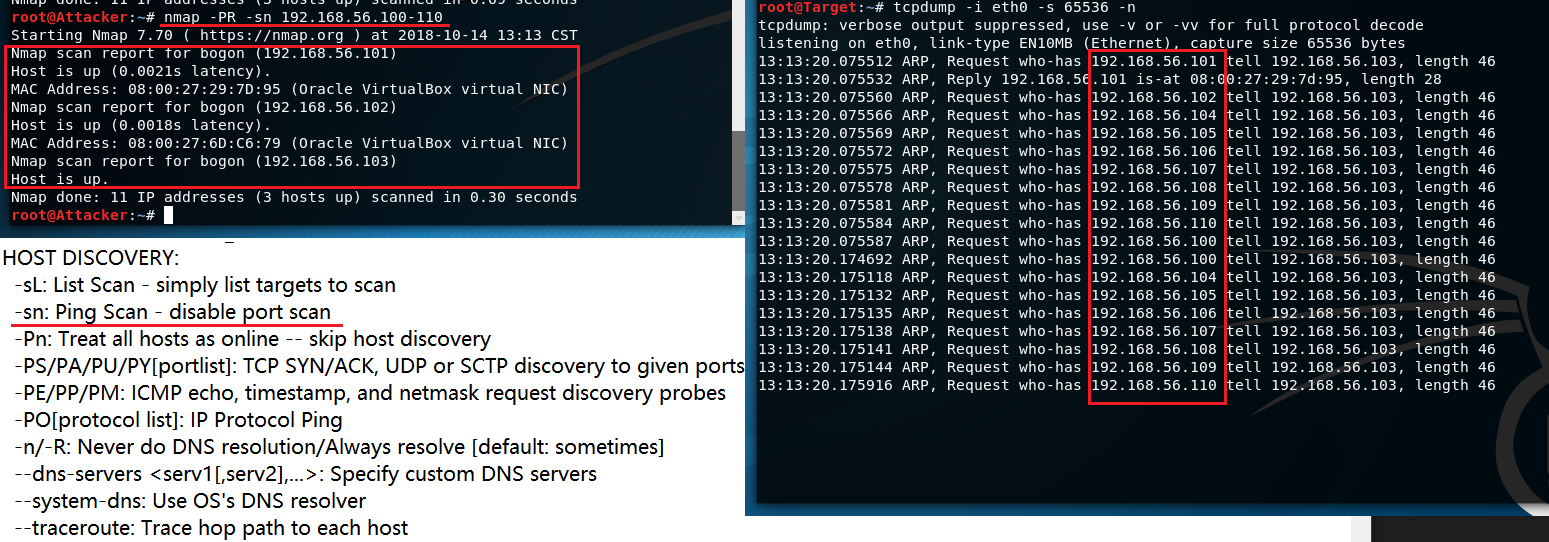 Nmap done: 11 IP addresses (3 hosts up) scanned in 0.09 seconds
root@Attacker:~# nmap -PR -sn 192.168.56.100-110
Starting Nmap 7.70 ( https://nmap.org ) at 2018-10-14 13:13 CST
Nmap scan report for bogon (192.168.56.101)
Host is up (0.0021s latency).
MAC Address: 08:00:27:29:7D:95 (Oracle VirtualBox virtual NIC)
Nmap scan report for bogon (192.168.56.102)
Host is up (0.0018s latency).
MAC Address: 08:00:27:6D:C6:79 (Oracle VirtualBox virtual NIC)
Nmap scan report for bogon (192.168.56.103)
Host is up.
Nmap done: 11 IP addresses (3 hosts up) scanned in 0.30 seconds
root@Attacker:~#
HOST DISCOVERY:
-sL: List Scan - simply list targets to scan
-sn: Ping Scan - disable port scan
-Pn: Treat all hosts as online -- skip host discovery
-PS/PA/PU/PY[portlist]: TCP SYN/ACK, UDP or SCTP discovery to given ports
-PE/PP/PM: ICMP echo, timestamp, and netmask request discovery probes
-PO[protocol list]: IP Protocol Ping
-n/-R: Never do DNS resolution/Always resolve [default: sometimes]
--dns-servers <serv1[,serv2],...>: Specify custom DNS servers
--system-dns: Use OS's DNS resolver
--traceroute: Trace hop path to each host
root@Target:~# tcpdump -i eth0 -s 65536 -n
tcpdump: verbose output suppressed, use -v or -vv for full protocol decode
listening on eth0, link-type EN10MB (Ethernet), capture size 65536 bytes
13:13:20.075512 ARP, Request who-has 192.168.56.101 tell 192.168.56.103, length 46
13:13:20.075532 ARP, Reply 192.168.56.101 is-at 08:00:27:29:7d:95, length 28
13:13:20.075560 ARP, Request who-has 192.168.56.102 tell 192.168.56.103, length 46
13:13:20.075566 ARP, Request who-has 192.168.56.104 tell 192.168.56.103, length 46
13:13:20.075569 ARP, Request who-has 192.168.56.105 tell 192.168.56.103, length 46
13:13:20.075572 ARP, Request who-has 192.168.56.106 tell 192.168.56.103, length 46
13:13:20.075575 ARP, Request who-has 192.168.56.107 tell 192.168.56.103, length 46
13:13:20.075578 ARP, Request who-has 192.168.56.108 tell 192.168.56.103, length 46
13:13:20.075581 ARP, Request who-has 192.168.56.109 tell 192.168.56.103, length 46
13:13:20.075584 ARP, Request who-has 192.168.56.110 tell 192.168.56.103, length 46
13:13:20.075587 ARP, Request who-has 192.168.56.100 tell 192.168.56.103, length 46
13:13:20.174692 ARP, Request who-has 192.168.56.100 tell 192.168.56.103, length 46
13:13:20.175118 ARP, Request who-has 192.168.56.104 tell 192.168.56.103, length 46
13:13:20.175132 ARP, Request who-has 192.168.56.105 tell 192.168.56.103, length 46
13:13:20.175135 ARP, Request who-has 192.168.56.106 tell 192.168.56.103, length 46
13:13:20.175138 ARP, Request who-has 192.168.56.107 tell 192.168.56.103, length 46
13:13:20.175141 ARP, Request who-has 192.168.56.108 tell 192.168.56.103, length 46
13:13:20.175144 ARP, Request who-has 192.168.56.109 tell 192.168.56.103, length 46
13:13:20.175916 ARP, Request who-has 192.168.56.110 tell 192.168.56.103, length 46